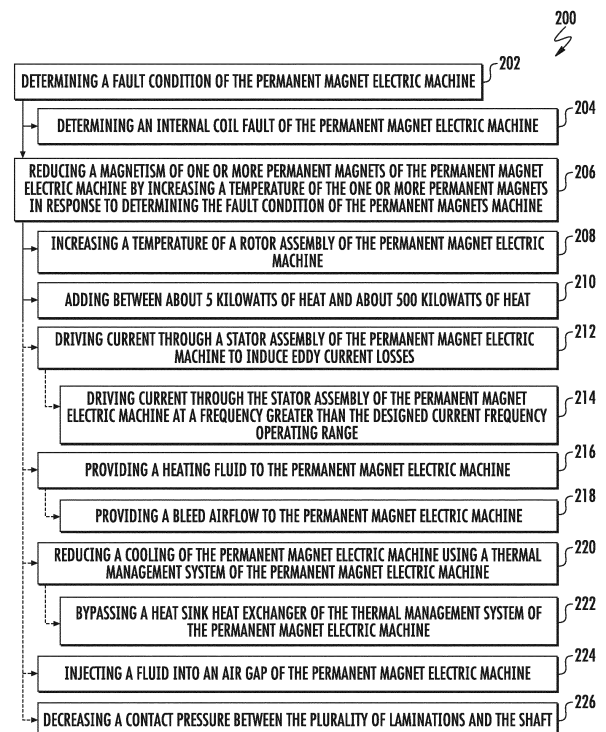 200
202
DETERMINING A FAULT CONDITION OF THE PERMANENT MAGNET ELECTRIC MACHINE
204
DETERMINING AN INTERNAL COIL FAULT OF THE PERMANENT MAGNET ELECTRIC MACHINE
206
REDUCING A MAGNETISM OF ONE OR MORE PERMANENT MAGNETS OF THE PERMANENT MAGNET
ELECTRIC MACHINE BY INCREASING A TEMPERATURE OF THE ONE OR MORE PERMANENT MAGNETS
IN RESPONSE TO DETERMINING THE FAULT CONDITION OF THE PERMANENT MAGNETS MACHINE
208
INCREASING A TEMPERATURE OF A ROTOR ASSEMBLY OF THE PERMANENT MAGNET ELECTRIC
MACHINE
210
ADDING BETWEEN ABOUT 5 KILOWATTS OF HEAT AND ABOUT 500 KILOWATTS OF HEAT
212
DRIVING CURRENT THROUGH A STATOR ASSEMBLY OF THE PERMANENT MAGNET ELECTRIC
MACHINE TO INDUCE EDDY CURRENT LOSSES
214
DRIVING CURRENT THROUGH THE STATOR ASSEMBLY OF THE PERMANENT MAGNET
ELECTRIC MACHINE AT A FREQUENCY GREATER THAN THE DESIGNED CURRENT FREQUENCY
OPERATING RANGE
216
PROVIDING A HEATING FLUID TO THE PERMANENT MAGNET ELECTRIC MACHINE
218
PROVIDING A BLEED AIRFLOW TO THE PERMANENT MAGNET ELECTRIC MACHINE
220
REDUCING A COOLING OF THE PERMANENT MAGNET ELECTRIC MACHINE USING A THERMAL
MANAGEMENT SYSTEM OF THE PERMANENT MAGNET ELECTRIC MACHINE
222
BYPASSING A HEAT SINK HEAT EXCHANGER OF THE THERMAL MANAGEMENT SYSTEM OF
THE PERMANENT MAGNET ELECTRIC MACHINE
224
INJECTING A FLUID INTO AN AIR GAP OF THE PERMANENT MAGNET ELECTRIC MACHINE
226
DECREASING A CONTACT PRESSURE BETWEEN THE PLURALITY OF LAMINATIONS AND THE SHAFT